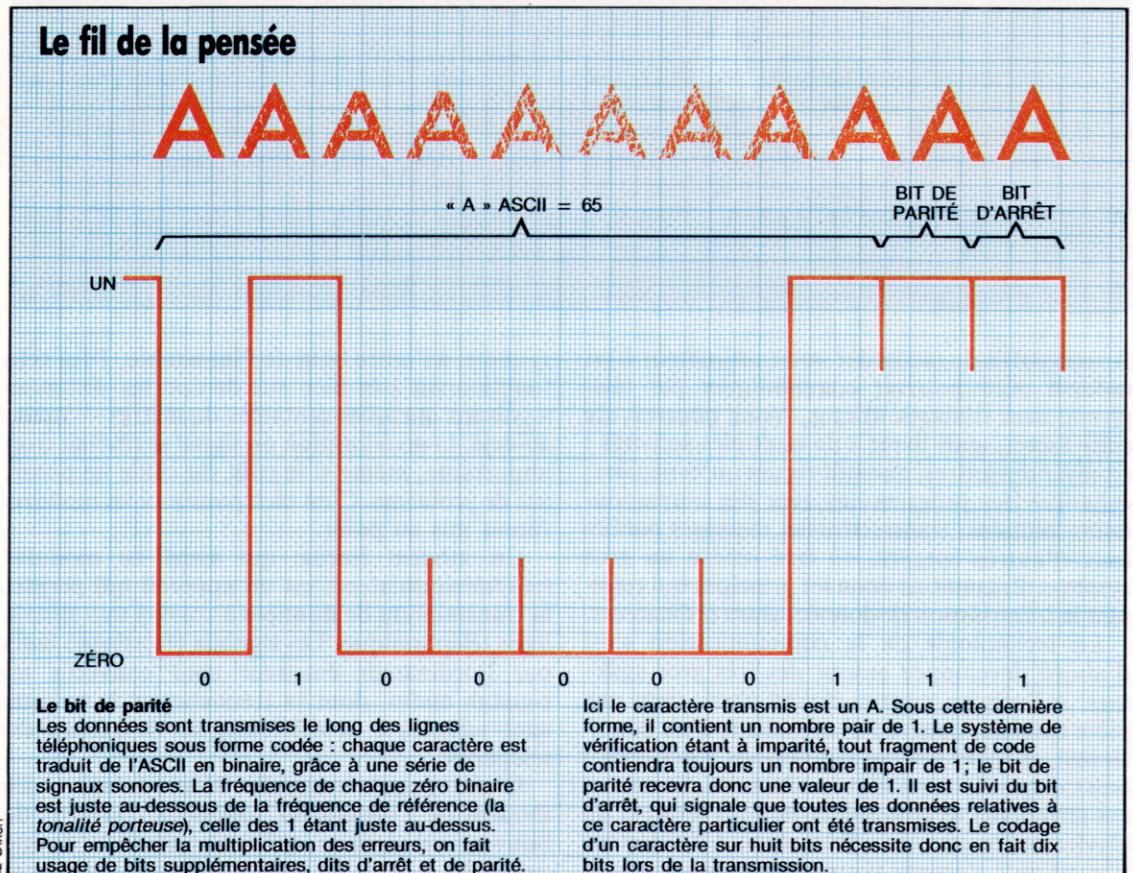 Le fil de la pensée
A A A A A A A A A A A
« A » ASCII = 65
BIT DE PARITÉ
BIT D'ARRÊT
UN
ZÉRO
0 1 0 0 0 0 0 1 1 1
Le bit de parité
Les données sont transmises le long des lignes
téléphoniques sous forme codée : chaque caractère est
traduit de l'ASCII en binaire, grâce à une série de
signaux sonores. La fréquence de chaque zéro binaire
est juste au-dessous de la fréquence de référence (la
tonalité porteuse), celle des 1 étant juste au-dessus.
Pour empêcher la multiplication des erreurs, on fait
usage de bits supplémentaires, dits d'arrêt et de parité.
Ici le caractère transmis est un A. Sous cette dernière
forme, il contient un nombre pair de 1. Le système de
vérification étant à imparité, tout fragment de code
contiendra toujours un nombre impair de 1; le bit de
parité recevra donc une valeur de 1. Il est suivi du bit
d'arrêt, qui signale que toutes les données relatives à
ce caractère particulier ont été transmises. Le codage
d'un caractère sur huit bits nécessite donc en fait dix
bits lors de la transmission.